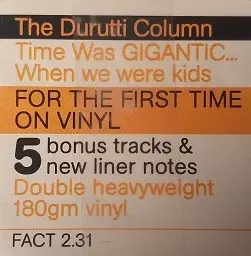 The Durutti Column
Time Was GIGANTIC...
When we were kids
FOR THE FIRST TIME
ON VINYL
5 bonus tracks &
new liner notes
Double heavyweight
180gm vinyl
FACT 2.31